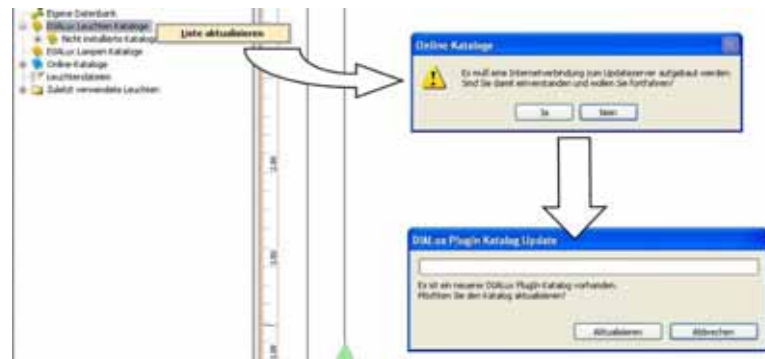 Eigene Datenbank
DIALux Leuchten Kataloge
Nicht installierte Kataloge
DIALux Lampen Kataloge
Online-Kataloge
Leuchtendateien
Zuletzt verwendete Leuchten
Liste aktualisieren
Online Kataloge
Es muß eine Internetverbindung zum Updateserver aufgebaut werden.
Sind Sie damit einverstanden und wollen Sie fortfahren?
Ja
Nein
DIALux PlugIn Katalog Update
Es ist ein neuerer DIALux PlugIn-Katalog vorhanden.
Möchten Sie den Katalog aktualisieren?
Aktualisieren
Abbrechen